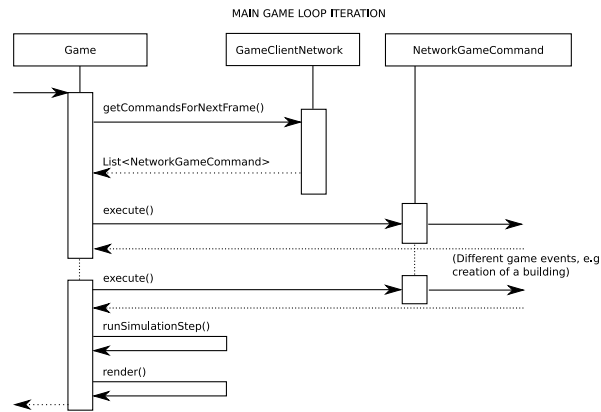 MAIN GAME LOOP ITERATION
Game
GameClientNetwork
NetworkGameCommand
getCommandsForNextFrame()
List<NetworkGameCommand>
execute()
(Different game events, e.g
creation of a building)
execute()
runSimulationStep()
render()